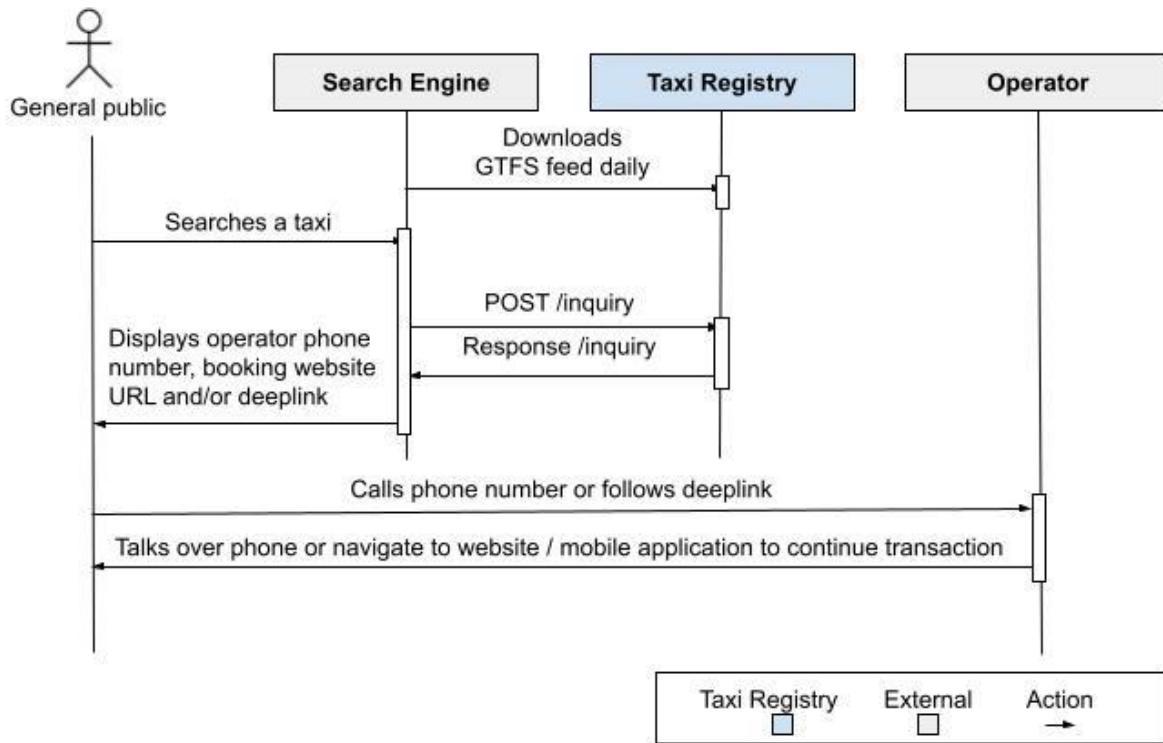 General public
Search Engine
Taxi Registry
Operator
Downloads
GTFS feed daily
Searches a taxi
POST /inquiry
Response /inquiry
Displays operator phone
number, booking website
URL and/or deeplink
Calls phone number or follows deeplink
Talks over phone or navigate to website / mobile application to continue transaction
Taxi Registry
External
Action